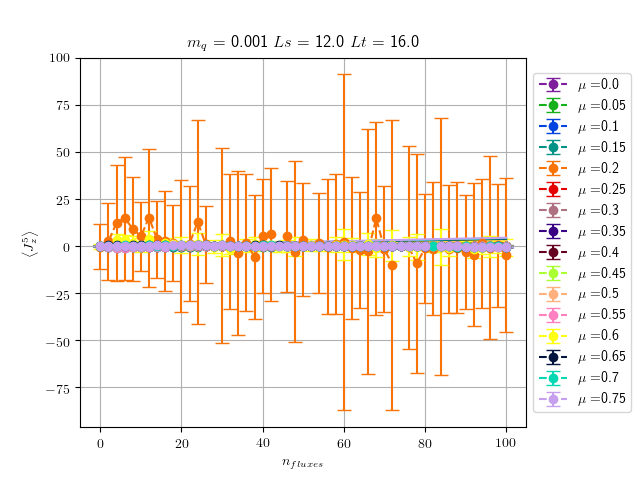 m_q = 0.001 Ls = 12.0 Lt = 16.0
100
75
50
25
0
−25
−50
−75
⟨J_z^5⟩
0 20 40 60 80 100
n_fluxes
μ =0.0
μ =0.05
μ =0.1
μ =0.15
μ =0.2
μ =0.25
μ =0.3
μ =0.35
μ =0.4
μ =0.45
μ =0.5
μ =0.55
μ =0.6
μ =0.65
μ =0.7
μ =0.75